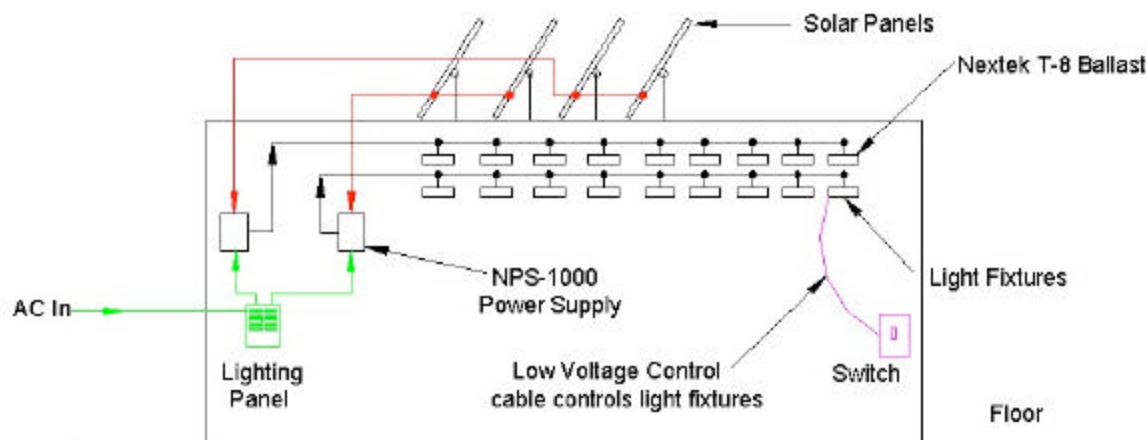 Solar Panels
Nextek T-8 Ballast
NPS-1000
Power Supply
Light Fixtures
AC In
Lighting
Panel
Low Voltage Control
cable controls light fixtures
Switch
Floor